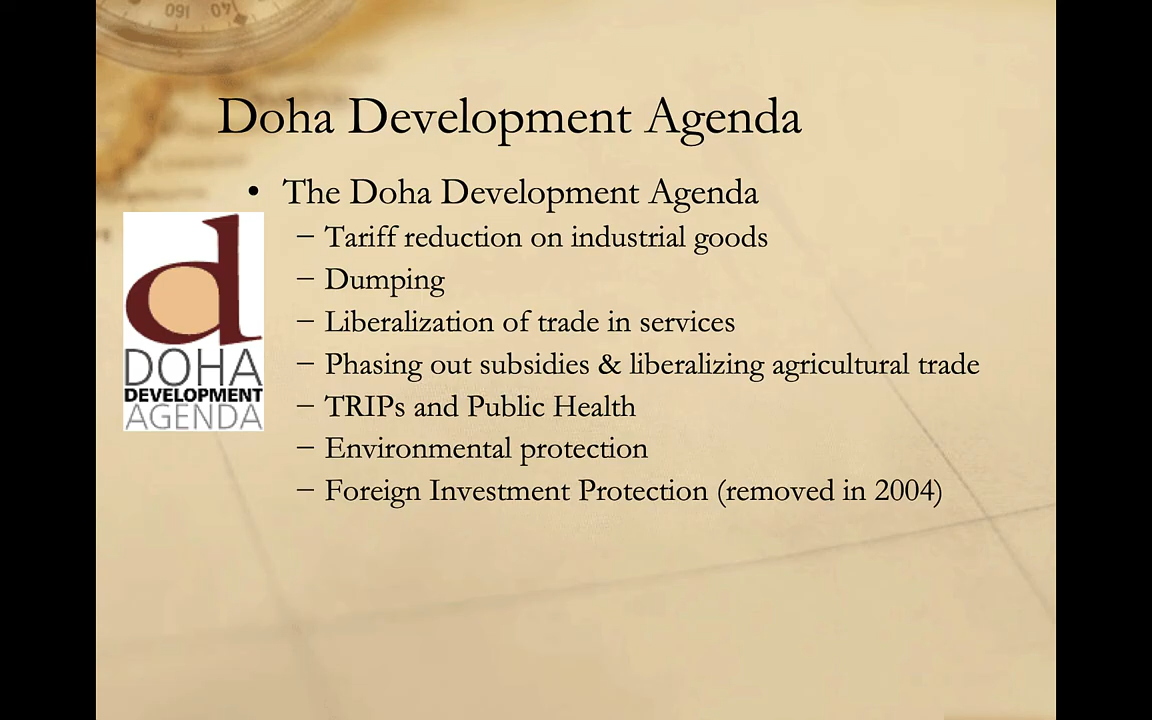 Doha Development Agenda
• The Doha Development Agenda
– Tariff reduction on industrial goods
– Dumping
– Liberalization of trade in services
– Phasing out subsidies & liberalizing agricultural trade
– TRIPs and Public Health
– Environmental protection
– Foreign Investment Protection (removed in 2004)
d
DOHA
DEVELOPMENT
AGENDA